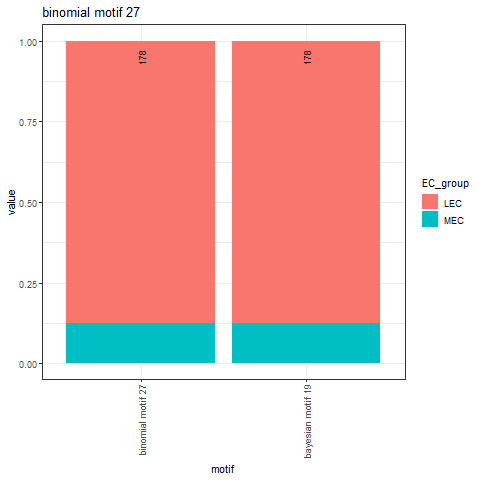 binomial motif 27
1.00
0.75
0.50
0.25
0.00
value
178
178
binomial motif 27
bayesian motif 19
motif
EC_group
LEC
MEC